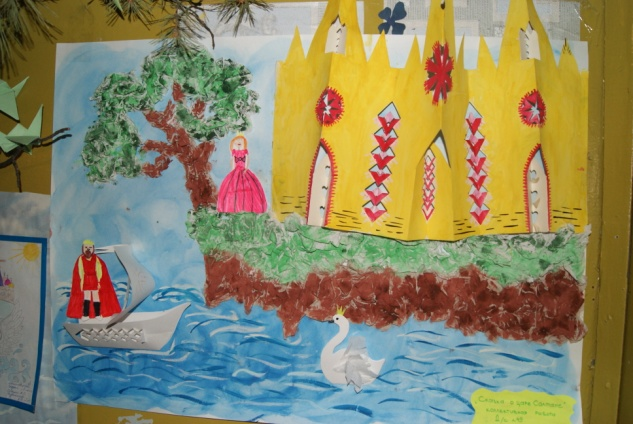 „Сказка о царе Салтане"
коллективная работа